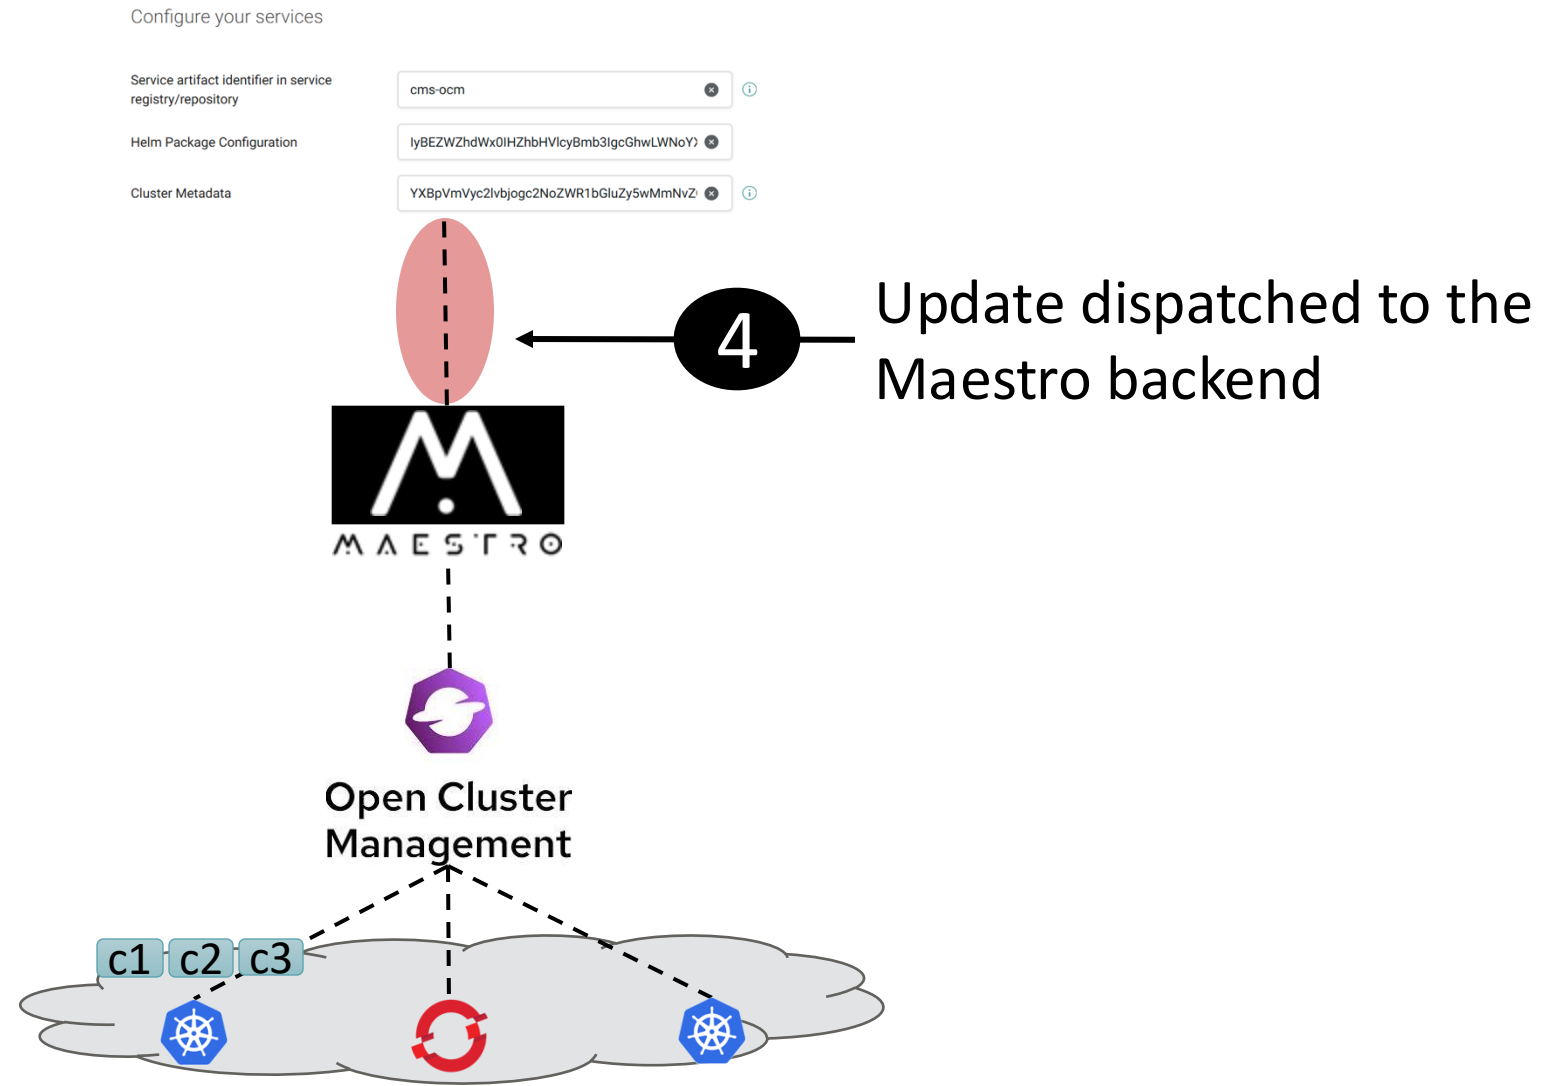 Configure your services
Service artifact identifier in service
registry/repository
cms-ocm
Helm Package Configuration
IyBEZWZhdWx0IHZhbHVlcyBmb3IgcGhwLWNoYX
Cluster Metadata
YXBpVmVyc2lvbjogc2NoZWR1bGluZy5wMmNvZ
4
Update dispatched to the
Maestro backend
MAESTRO
Open Cluster
Management
c1 c2 c3